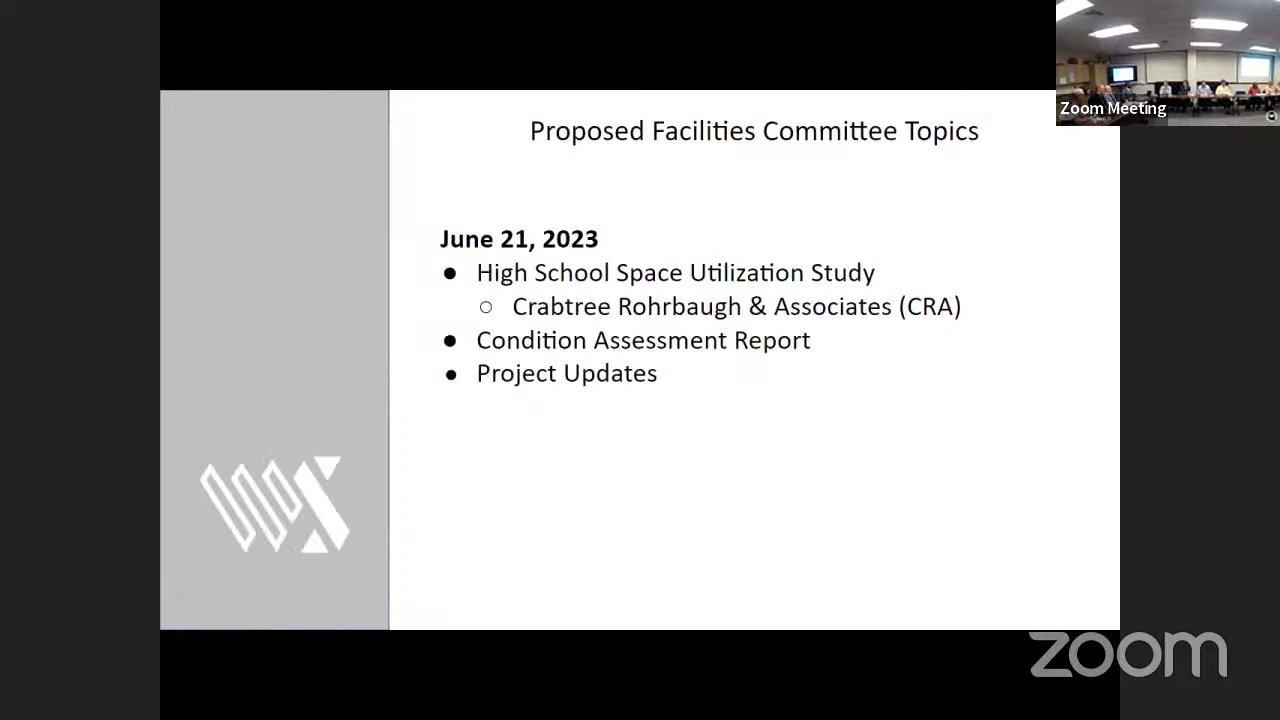 Zoom Meeting
Proposed Facilities Committee Topics
June 21, 2023
● High School Space Utilization Study
○ Crabtree Rohrbaugh & Associates (CRA)
● Condition Assessment Report
● Project Updates
WX
zoom